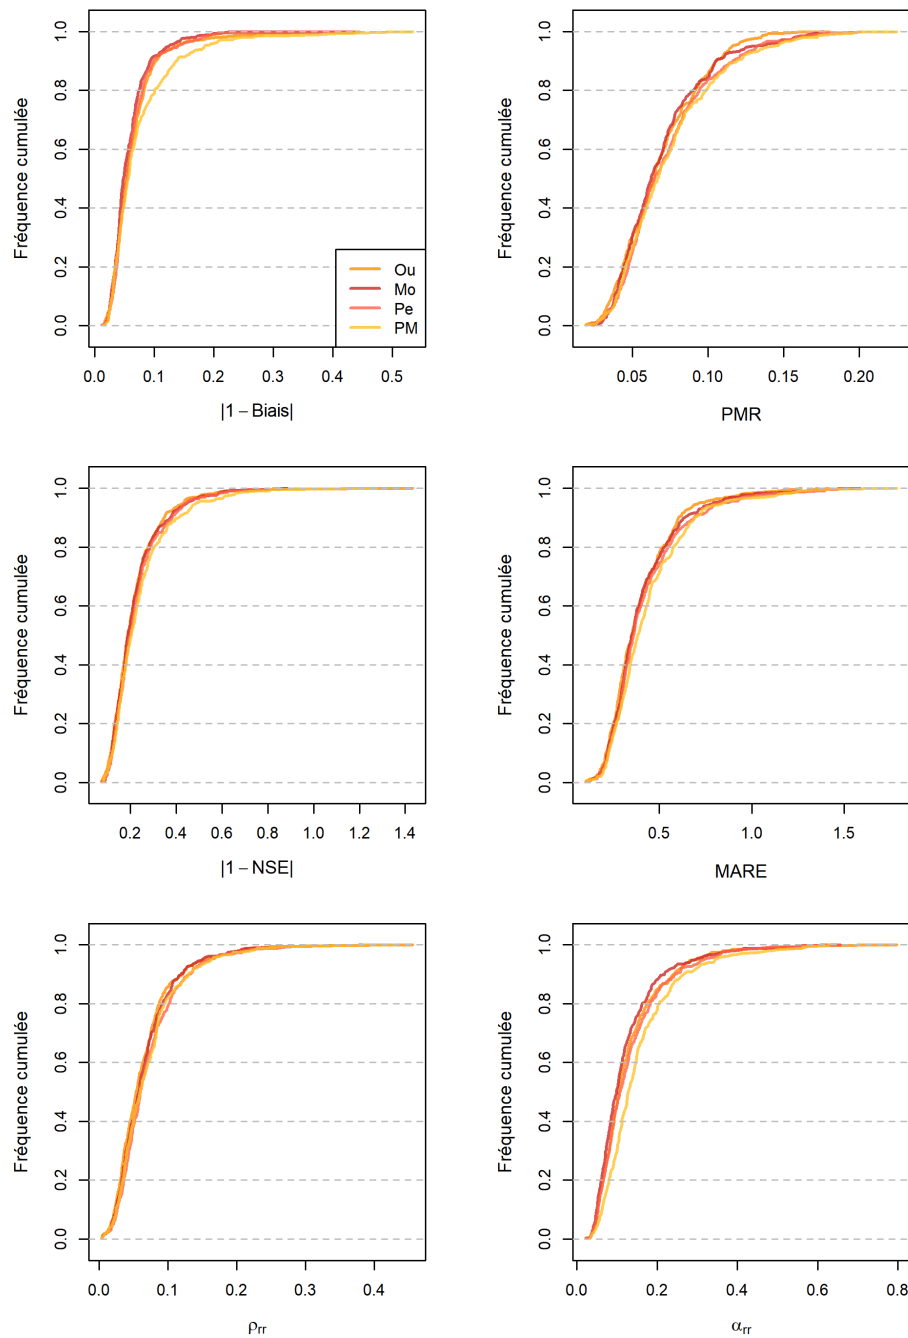 Fréquence cumulée
0.0 0.2 0.4 0.6 0.8 1.0
0.0 0.1 0.2 0.3 0.4 0.5
|1 − Biais|
Ou
Mo
Pe
PM
Fréquence cumulée
0.0 0.2 0.4 0.6 0.8 1.0
0.05 0.10 0.15 0.20
PMR
Fréquence cumulée
0.0 0.2 0.4 0.6 0.8 1.0
0.2 0.4 0.6 0.8 1.0 1.2 1.4
|1 − NSE|
Fréquence cumulée
0.0 0.2 0.4 0.6 0.8 1.0
0.5 1.0 1.5
MARE
Fréquence cumulée
0.0 0.2 0.4 0.6 0.8 1.0
0.0 0.1 0.2 0.3 0.4
ρrr
Fréquence cumulée
0.0 0.2 0.4 0.6 0.8 1.0
0.0 0.2 0.4 0.6 0.8
αrr